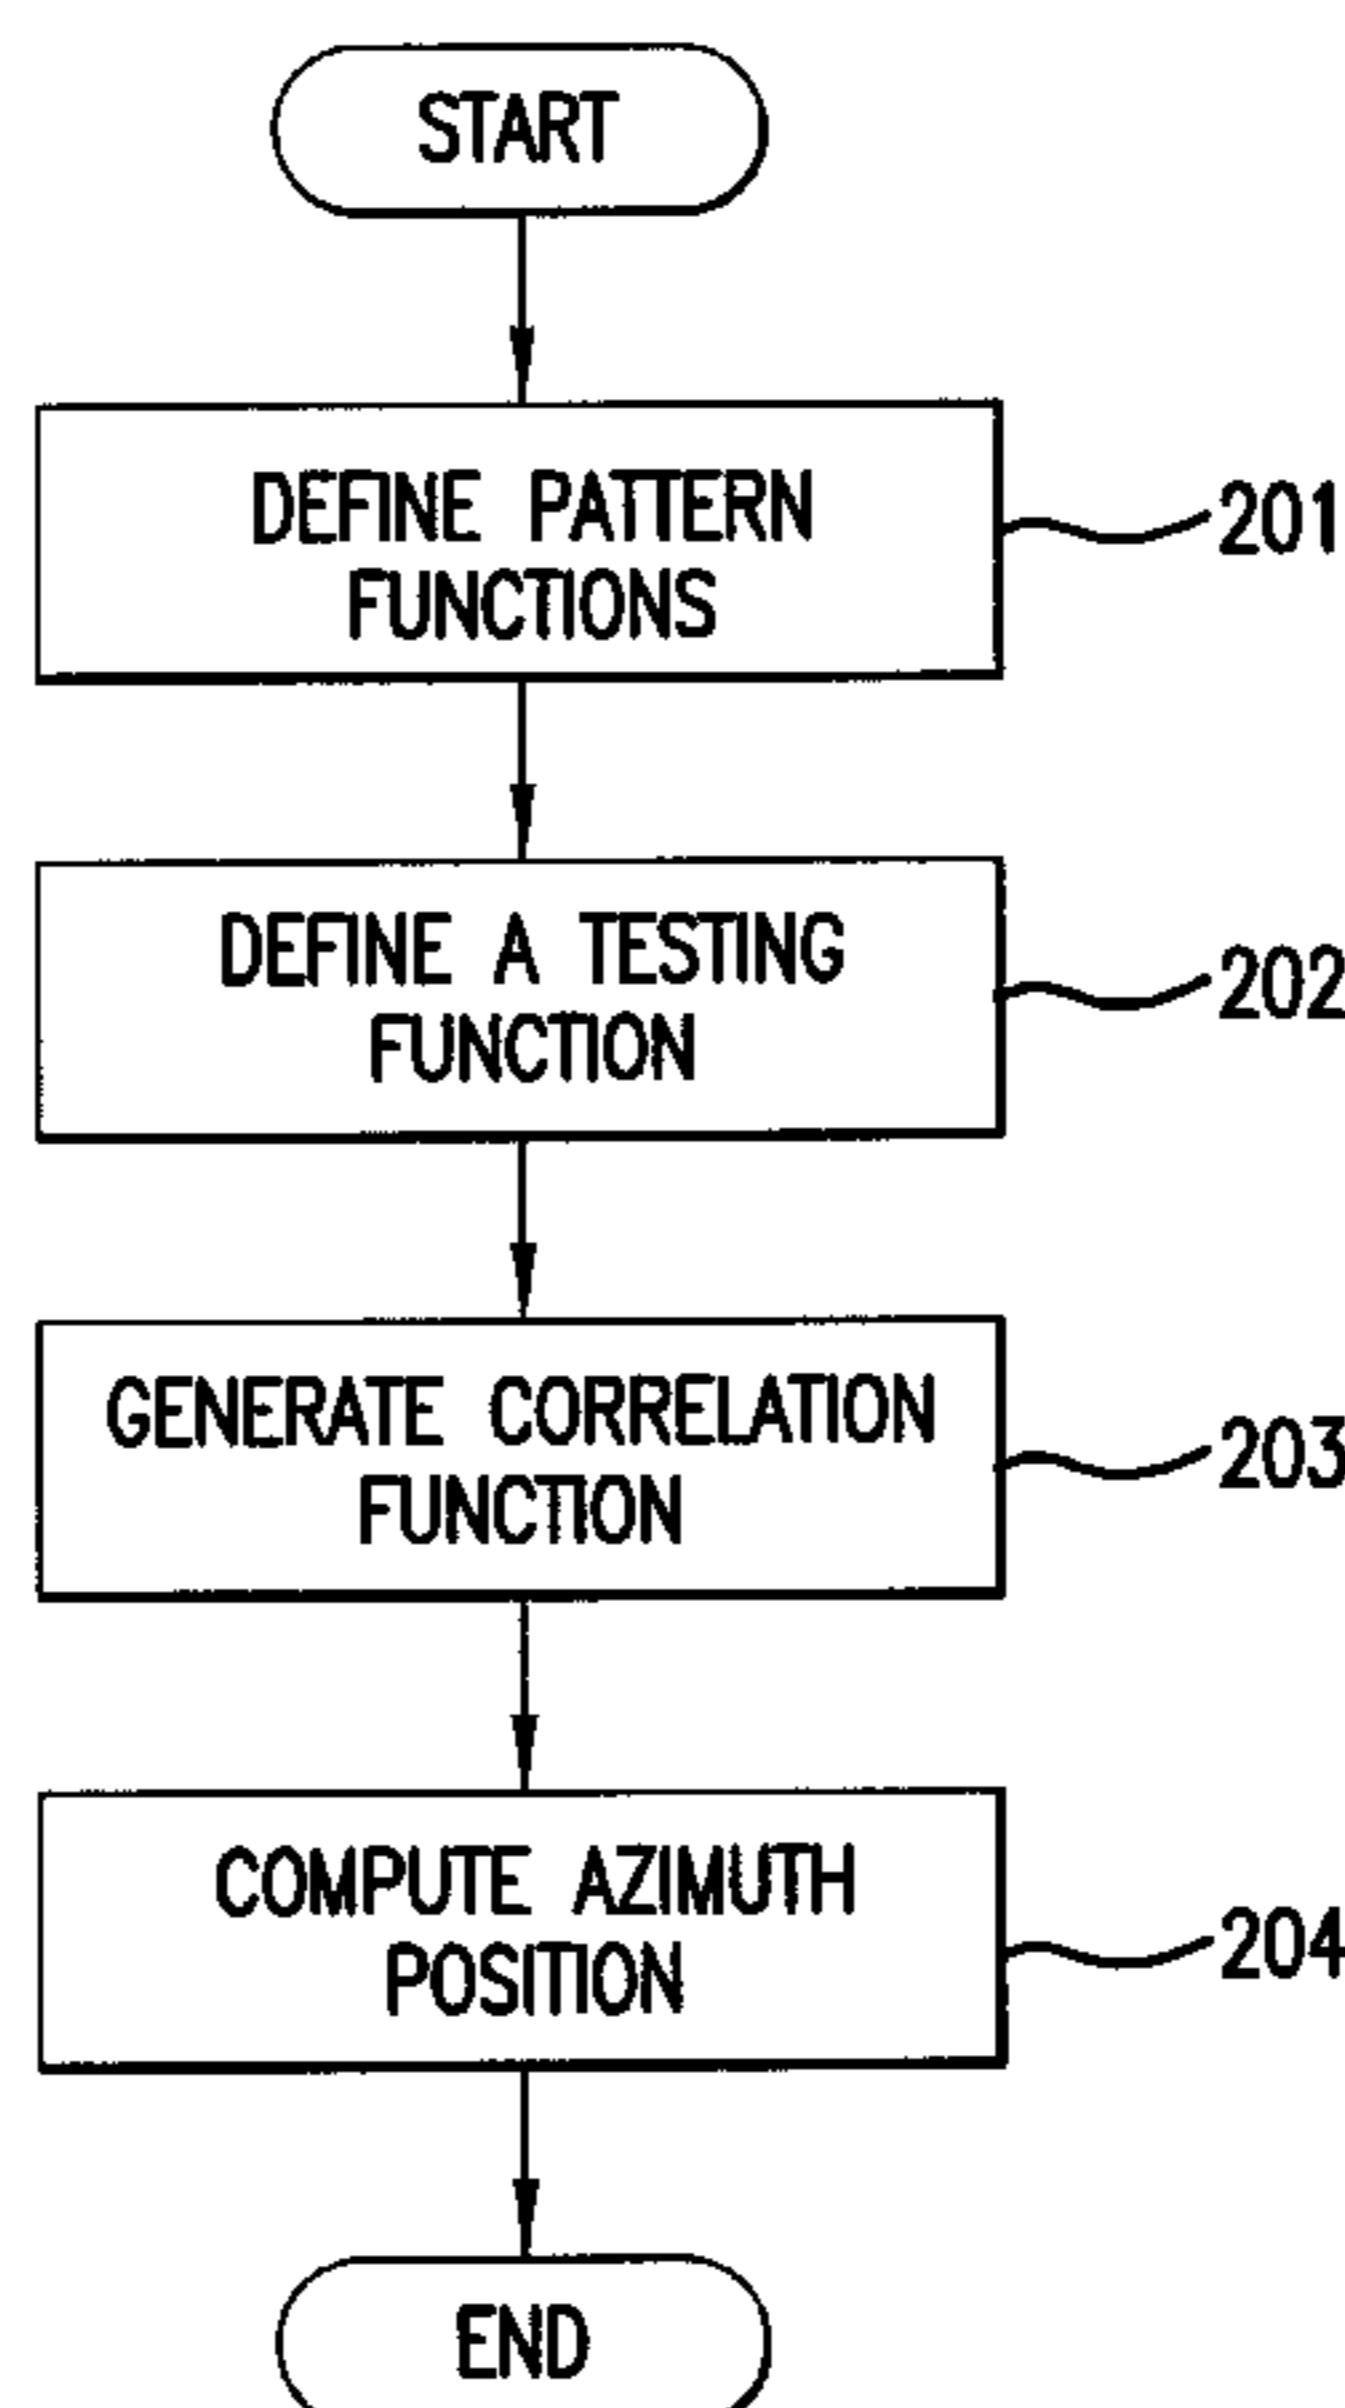 START
DEFINE PATTERN
FUNCTIONS
201
DEFINE A TESTING
FUNCTION
202
GENERATE CORRELATION
FUNCTION
203
COMPUTE AZIMUTH
POSITION
204
END